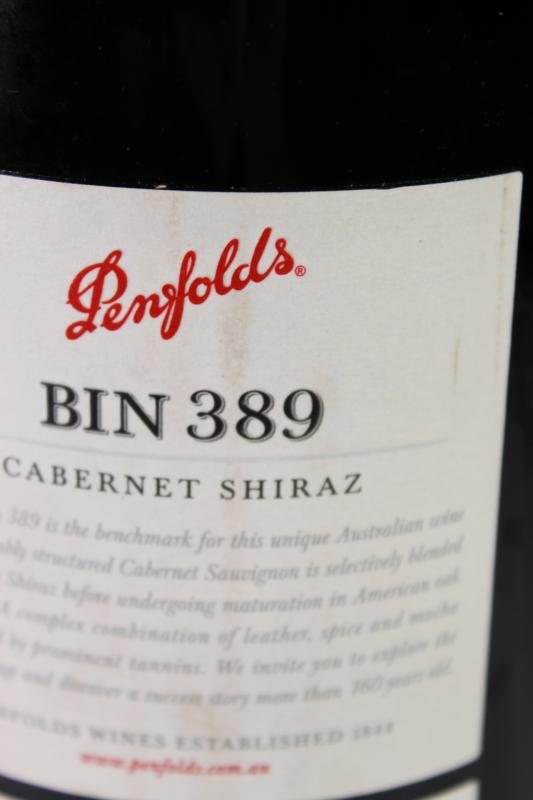 Penfolds®
BIN 389
CABERNET SHIRAZ
389 is the benchmark for this unique Australian wine
structured Cabernet Sauvignon is selectively blended
Shiraz before undergoing maturation in American oak
A complex combination of leather, spice and mocha
by prominent tannins. We invite you to explore the
and discover a success story more than 160 years old.
WINES ESTABLISHED 1844
www.penfolds.com.au